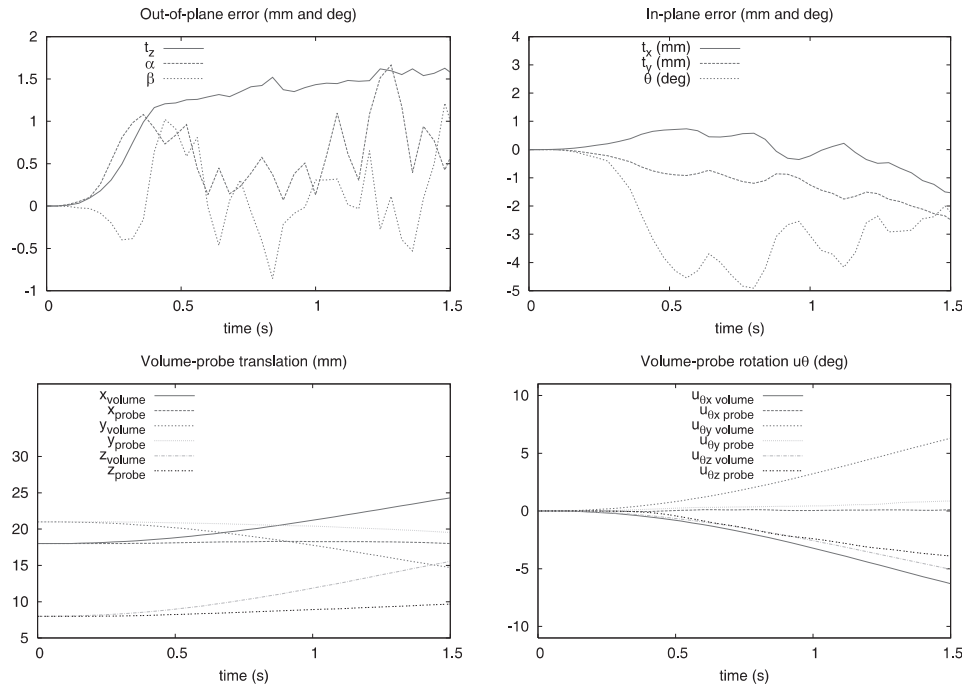 Out-of-plane error (mm and deg)
2
1.5
1
0.5
0
-0.5
-1
t_z
α
β
0 0.5 1 1.5
time (s)
In-plane error (mm and deg)
4
3
2
1
0
-1
-2
-3
-4
-5
t_x (mm)
t_y (mm)
θ (deg)
0 0.5 1 1.5
time (s)
Volume-probe translation (mm)
30
25
20
15
10
5
x_volume
x_probe
y_volume
y_probe
z_volume
z_probe
0 0.5 1 1.5
time (s)
Volume-probe rotation uθ (deg)
10
5
0
-5
-10
u_θx volume
u_θx probe
u_θy volume
u_θy probe
u_θz volume
u_θz probe
0 0.5 1 1.5
time (s)